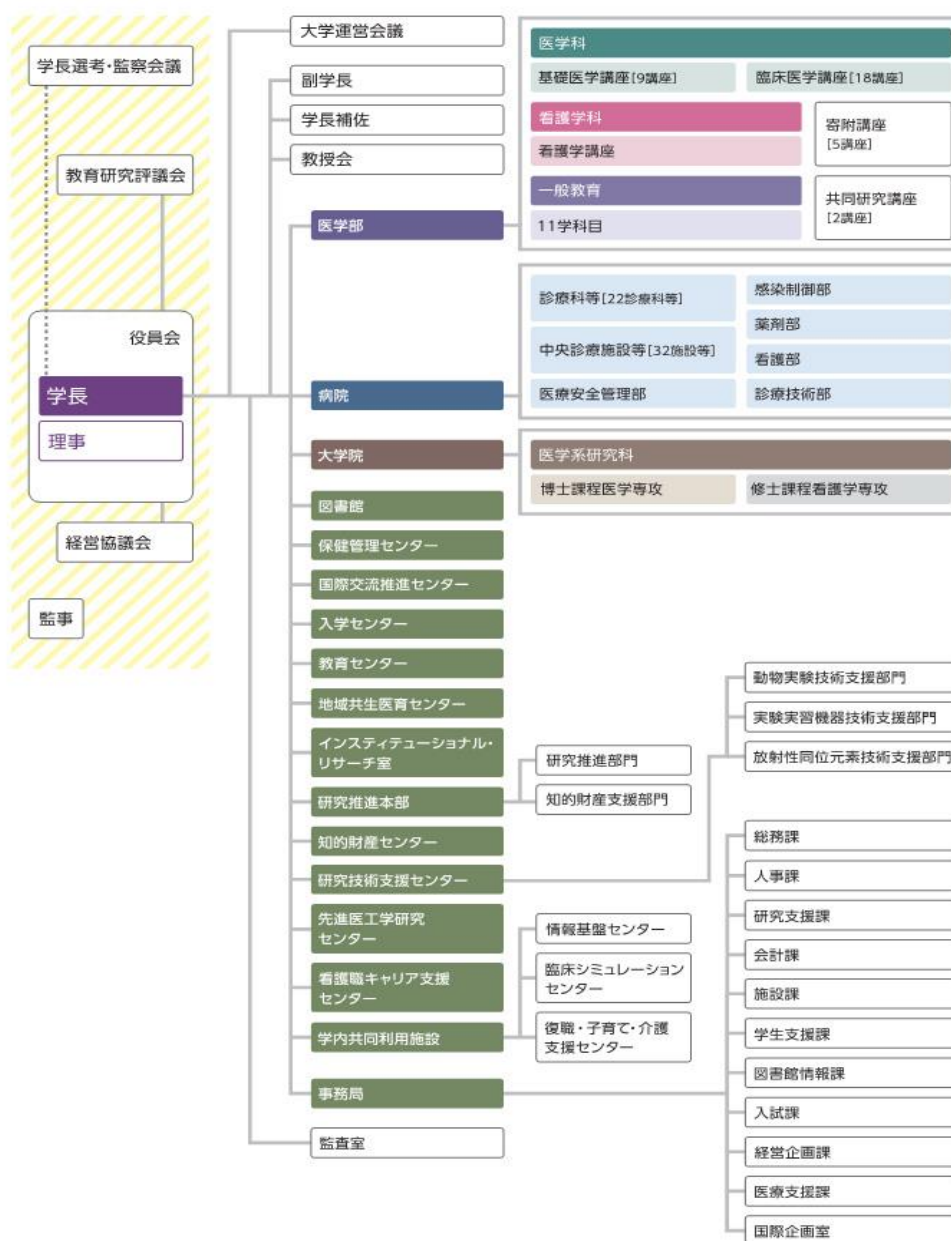 学長選考・監察会議
教育研究評議会
役員会
学長
理事
経営協議会
監事
大学運営会議
副学長
学長補佐
教授会
医学部
医学科
基礎医学講座[9講座]
臨床医学講座[18講座]
看護学科
看護学講座
寄附講座
[5講座]
一般教育
11学科目
共同研究講座
[2講座]
病院
診療科等[22診療科等]
中央診療施設等[32施設等]
医療安全管理部
感染制御部
薬剤部
看護部
診療技術部
大学院
医学系研究科
博士課程医学専攻
修士課程看護学専攻
図書館
保健管理センター
国際交流推進センター
入学センター
教育センター
地域共生医育センター
インスティテューショナル・
リサーチ室
研究推進本部
研究推進部門
知的財産支援部門
知的財産センター
研究技術支援センター
動物実験技術支援部門
実験実習機器技術支援部門
放射性同位元素技術支援部門
先進医工学研究
センター
看護職キャリア支援
センター
学内共同利用施設
情報基盤センター
臨床シミュレーション
センター
復職・子育て・介護
支援センター
事務局
総務課
人事課
研究支援課
会計課
施設課
学生支援課
図書館情報課
入試課
経営企画課
医療支援課
国際企画室
監査室